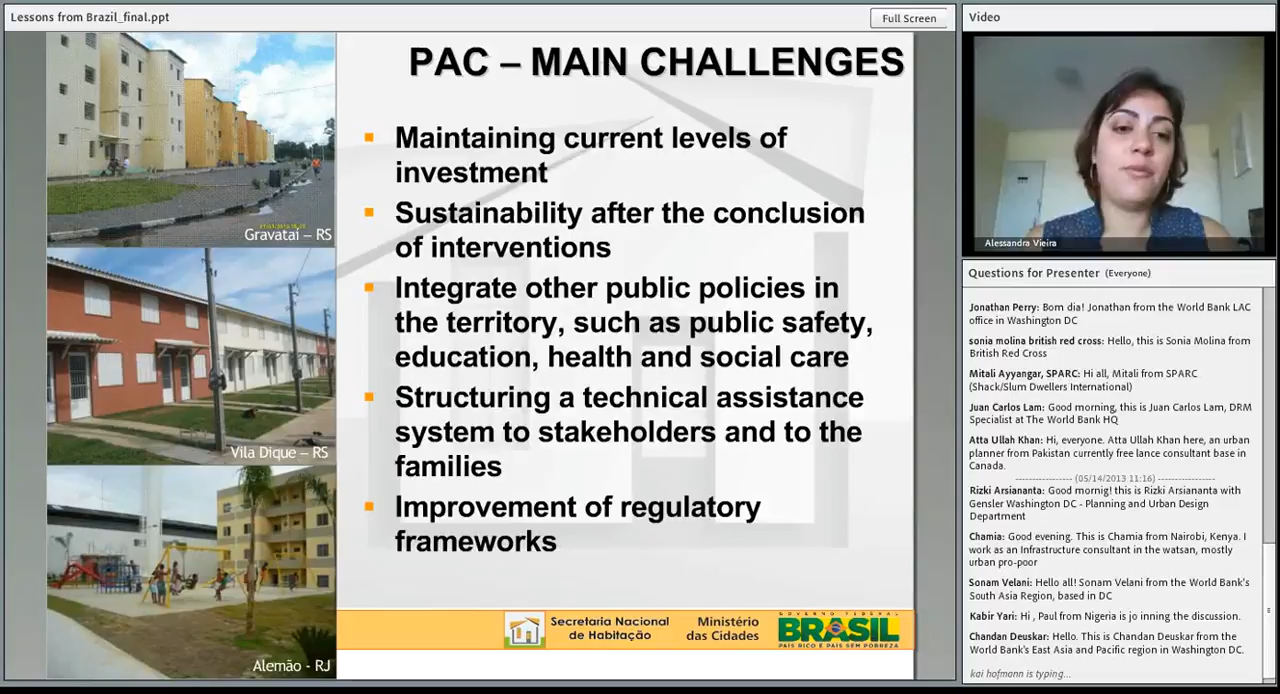 Lessons from Brazil_final.ppt
Full Screen
PAC – MAIN CHALLENGES
Maintaining current levels of
investment
Sustainability after the conclusion
of interventions
Integrate other public policies in
the territory, such as public safety,
education, health and social care
Structuring a technical assistance
system to stakeholders and to the
families
Improvement of regulatory
frameworks
Gravataí – RS
Vila Dique – RS
Alemão - RJ
Secretaria Nacional
de Habitação
Ministério
das Cidades
GOVERNO FEDERAL
BRASIL
PAÍS RICO É PAÍS SEM POBREZA
Video
Alessandra Vieira
Questions for Presenter (Everyone)
Jonathan Perry: Bom dia! Jonathan from the World Bank LAC
office in Washington DC
sonia molina british red cross: Hello, this is Sonia Molina from
British Red Cross
Mitali Ayyangar, SPARC: Hi all, Mitali from SPARC
(Shack/Slum Dwellers International)
Juan Carlos Lam: Good morning, this is Juan Carlos Lam, DRM
Specialist at The World Bank HQ
Atta Ullah Khan: Hi, everyone. Atta Ullah Khan here, an urban
planner from Pakistan currently free lance consultant base in
Canada.
----------------- (05/14/2013 11:16) -----------------
Rizki Arsiananta: Good mornig! this is Rizki Arsiananta with
Gensler Washington DC - Planning and Urban Design
Department
Chamia: Good evening. This is Chamia from Nairobi, Kenya. I
work as an Infrastructure consultant in the watsan, mostly
urban pro-poor
Sonam Velani: Hello all! Sonam Velani from the World Bank's
South Asia Region, based in DC
Kabir Yari: Hi , Paul from Nigeria is jo inning the discussion.
Chandan Deuskar: Hello. This is Chandan Deuskar from the
World Bank's East Asia and Pacific region in Washington DC.
kai hofmann is typing...